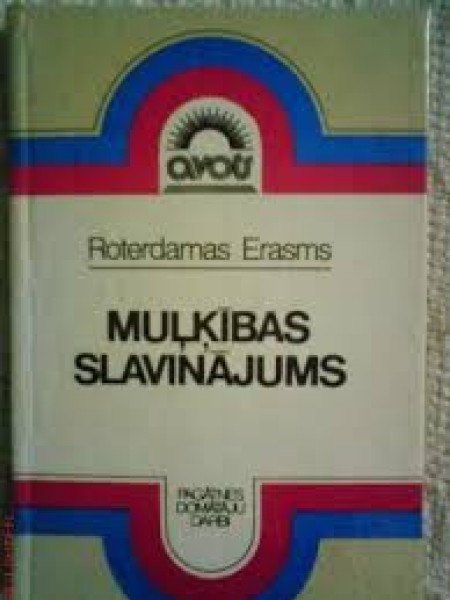 avots
Roterdamas Erasms
MUĻĶĪBAS
SLAVINĀJUMS
PAGĀTNES
DOMĀTĀJU
DARBI